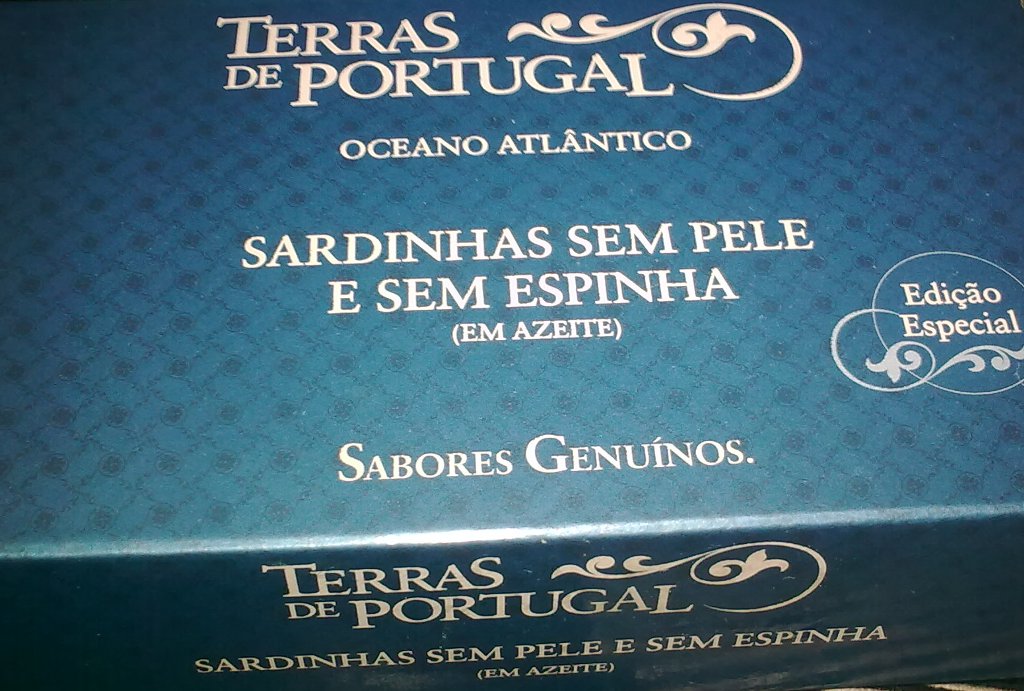 TERRAS
DE PORTUGAL
OCEANO ATLÂNTICO
SARDINHAS SEM PELE
E SEM ESPINHA
(EM AZEITE)
Edição
Especial
SABORES GENUÍNOS.
TERRAS
DE PORTUGAL
SARDINHAS SEM PELE E SEM ESPINHA
(EM AZEITE)